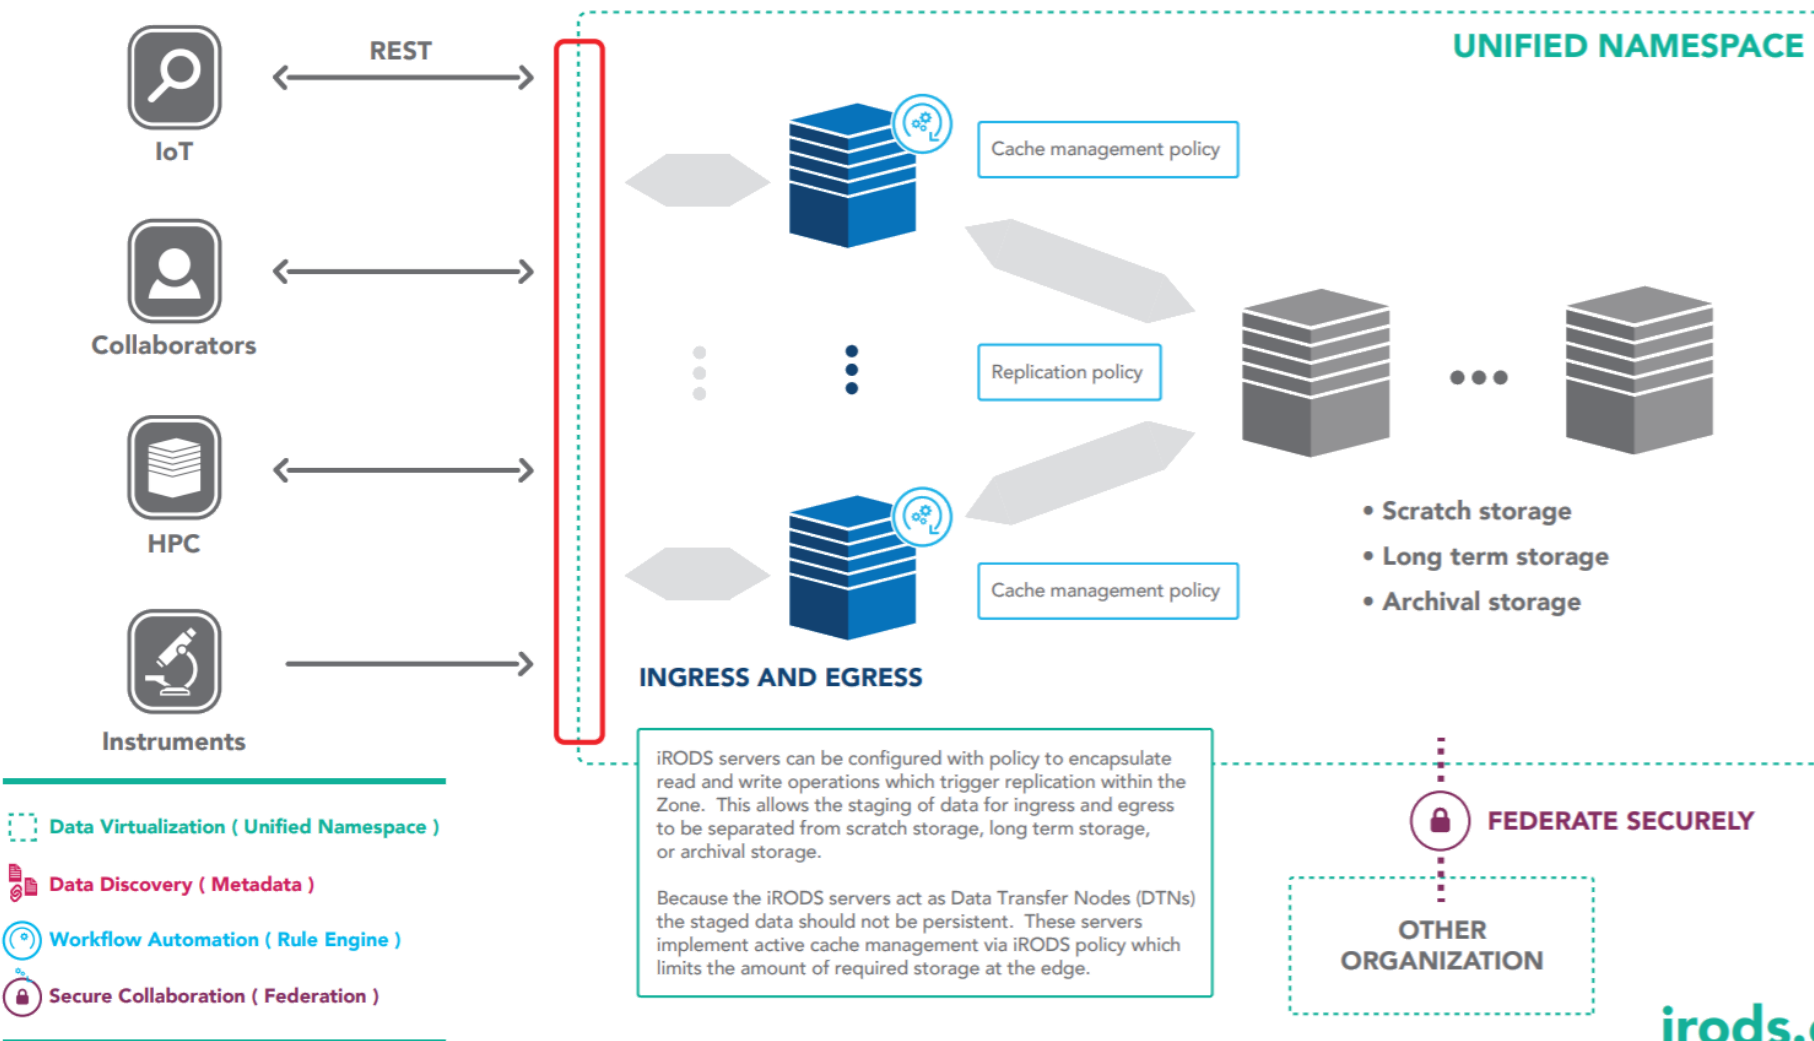 REST
UNIFIED NAMESPACE
IoT
Cache management policy
Collaborators
Replication policy
HPC
• Scratch storage
• Long term storage
• Archival storage
Cache management policy
INGRESS AND EGRESS
Instruments
iRODS servers can be configured with policy to encapsulate
read and write operations which trigger replication within the
Zone. This allows the staging of data for ingress and egress
to be separated from scratch storage, long term storage,
or archival storage.
Because the iRODS servers act as Data Transfer Nodes (DTNs)
the staged data should not be persistent. These servers
implement active cache management via iRODS policy which
limits the amount of required storage at the edge.
Data Virtualization ( Unified Namespace )
Data Discovery ( Metadata )
Workflow Automation ( Rule Engine )
Secure Collaboration ( Federation )
FEDERATE SECURELY
OTHER
ORGANIZATION
irods.